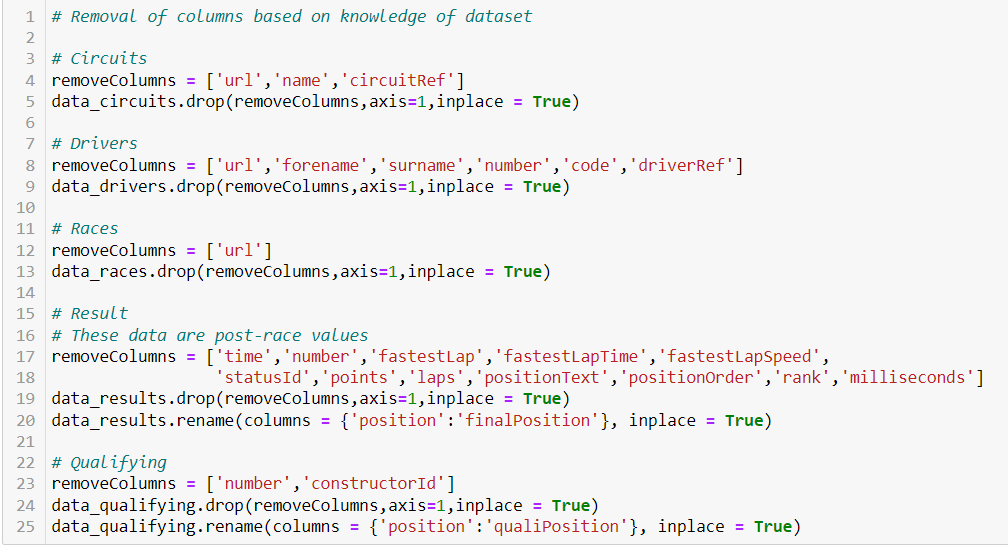 1 # Removal of columns based on knowledge of dataset
2
3 # Circuits
4 removeColumns = ['url','name','circuitRef']
5 data_circuits.drop(removeColumns,axis=1,inplace = True)
6
7 # Drivers
8 removeColumns = ['url','forename','surname','number','code','driverRef']
9 data_drivers.drop(removeColumns,axis=1,inplace = True)
10
11 # Races
12 removeColumns = ['url']
13 data_races.drop(removeColumns,axis=1,inplace = True)
14
15 # Result
16 # These data are post-race values
17 removeColumns = ['time','number','fastestLap','fastestLapTime','fastestLapSpeed',
18                  'statusId','points','laps','positionText','positionOrder','rank','milliseconds']
19 data_results.drop(removeColumns,axis=1,inplace = True)
20 data_results.rename(columns = {'position':'finalPosition'}, inplace = True)
21
22 # Qualifying
23 removeColumns = ['number','constructorId']
24 data_qualifying.drop(removeColumns,axis=1,inplace = True)
25 data_qualifying.rename(columns = {'position':'qualiPosition'}, inplace = True)